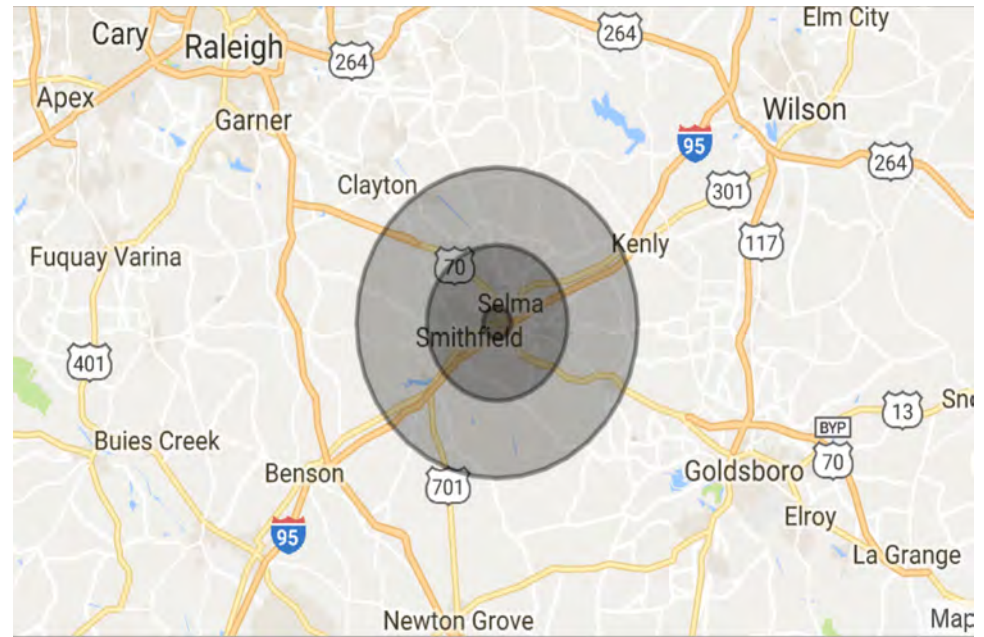 Elm City
Cary
Raleigh
264
264
Apex
Garner
Wilson
95
264
Clayton
301
Kenly
117
Fuquay Varina
70
Selma
Smithfield
401
13
Sno
BYP
70
Buies Creek
Benson
Goldsboro
701
95
Elroy
La Grange
Newton Grove
Map